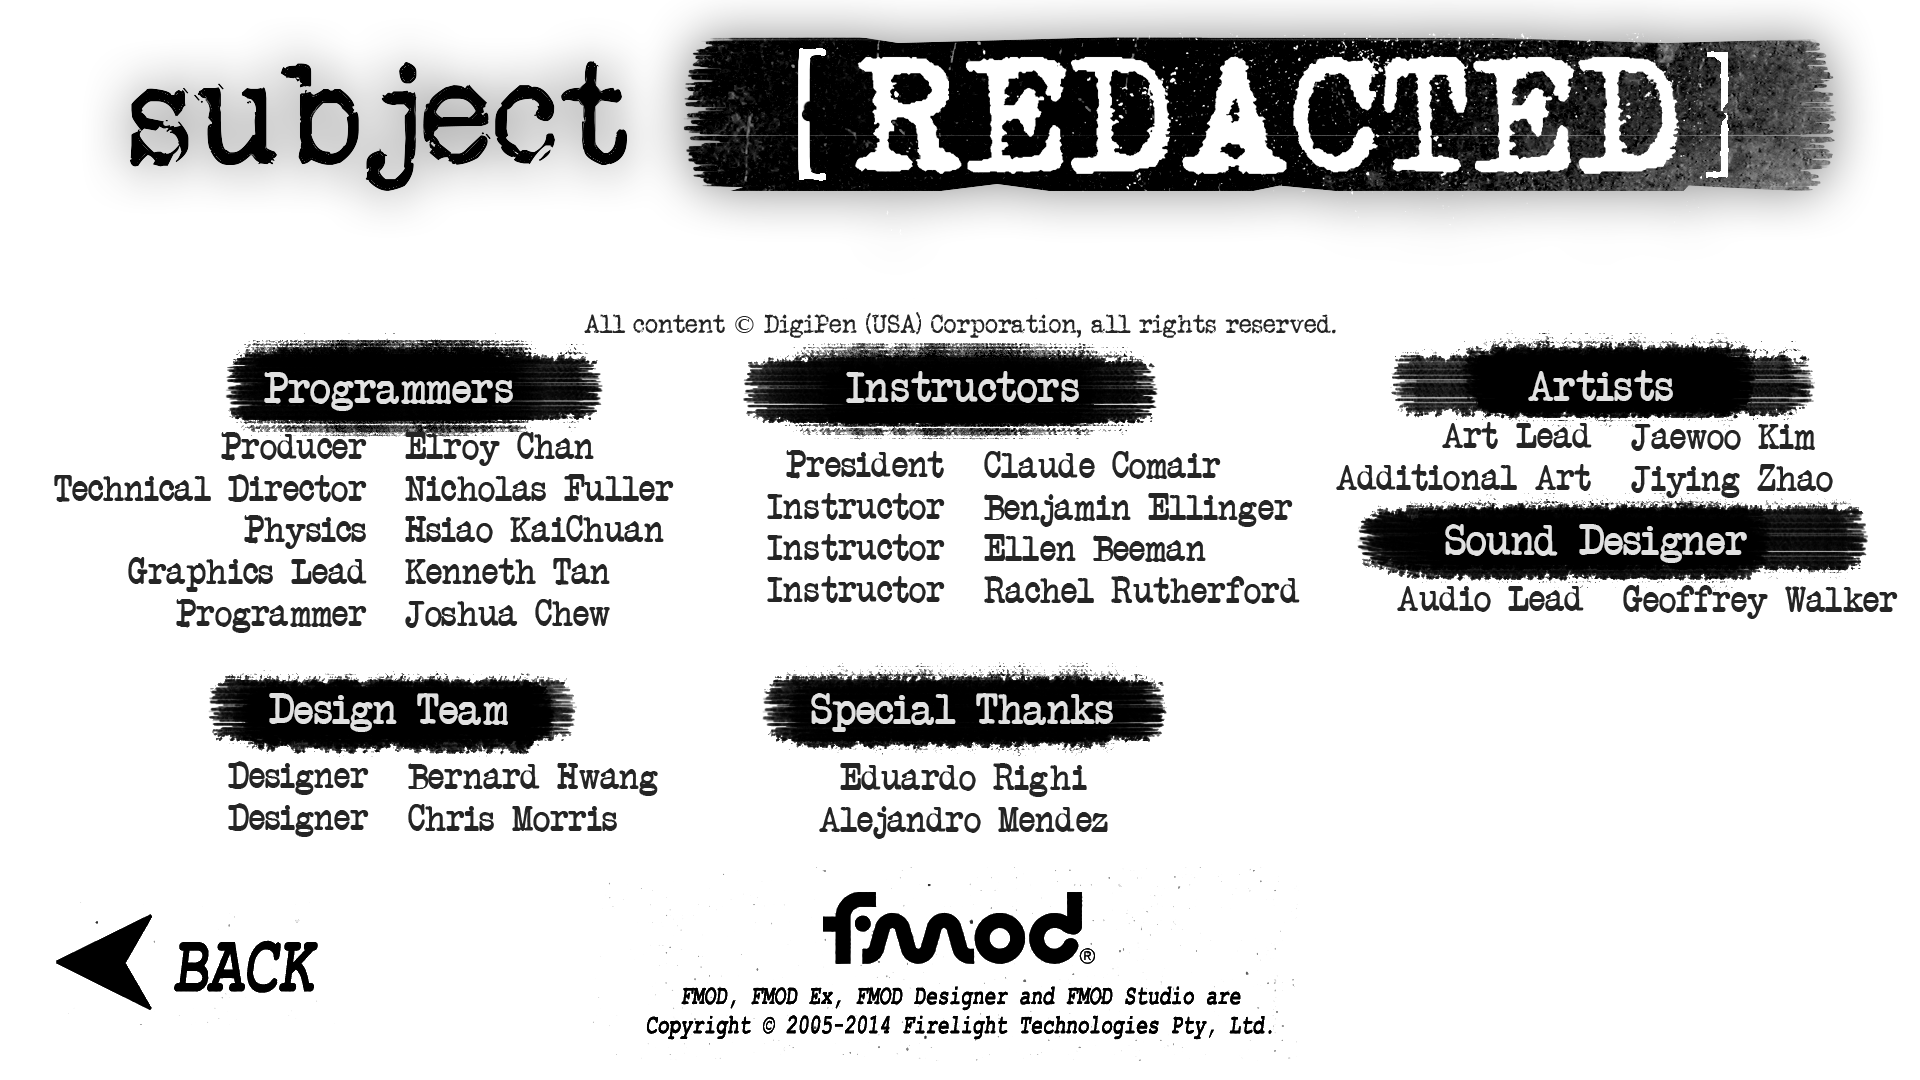 subject [REDACTED]
All content © DigiPen (USA) Corporation, all rights reserved.
Programmers
Producer Elroy Chan
Technical Director Nicholas Fuller
Physics Hsiao KaiChuan
Graphics Lead Kenneth Tan
Programmer Joshua Chew
Instructors
President Claude Comair
Instructor Benjamin Ellinger
Instructor Ellen Beeman
Instructor Rachel Rutherford
Artists
Art Lead Jaewoo Kim
Additional Art Jiying Zhao
Sound Designer
Audio Lead Geoffrey Walker
Design Team
Designer Bernard Hwang
Designer Chris Morris
Special Thanks
Eduardo Righi
Alejandro Mendez
BACK
fmod®
FMOD, FMOD Ex, FMOD Designer and FMOD Studio are
Copyright © 2005-2014 Firelight Technologies Pty, Ltd.